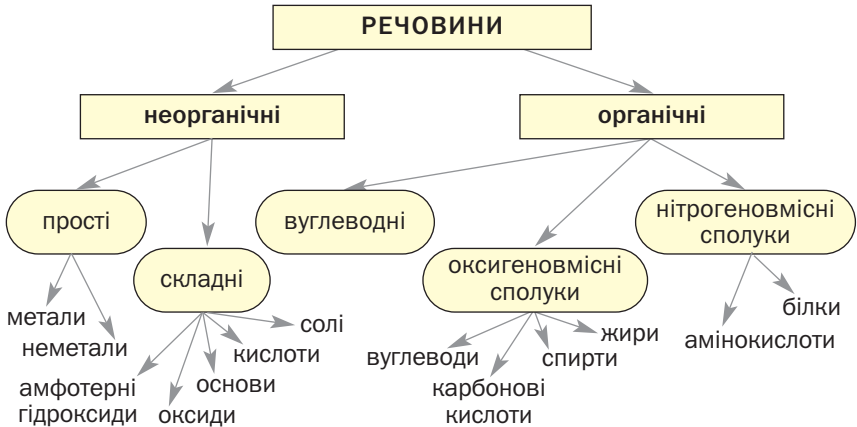 РЕЧОВИНИ
неорганічні
органічні
прості
вуглеводні
нітрогеновмісні
сполуки
складні
оксигеновмісні
сполуки
метали
неметали
солі
кислоти
основи
оксиди
амфотерні
гідроксиди
вуглеводи
карбонові
кислоти
спирти
жири
амінокислоти
білки